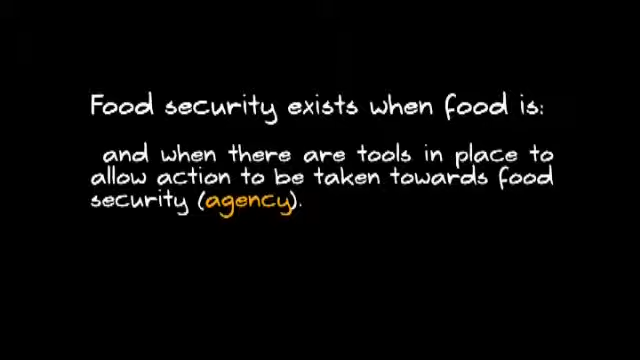 Food security exists when food is:
and when there are tools in place to
allow action to be taken towards food
security (agency).